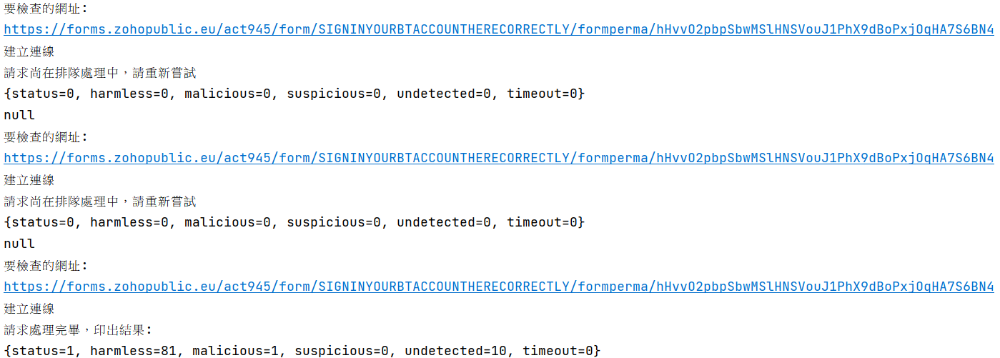 要檢查的網址:
https://forms.zohopublic.eu/act945/form/SIGNINYOURBTACCOUNTHERECORRECTLY/formperma/hHvvO2pbpSbwMSlHNSVouJ1PhX9dBoPxjOqHA7S6BN4
建立連線
請求尚在排隊處理中，請重新嘗試
{status=0, harmless=0, malicious=0, suspicious=0, undetected=0, timeout=0}
null
要檢查的網址:
https://forms.zohopublic.eu/act945/form/SIGNINYOURBTACCOUNTHERECORRECTLY/formperma/hHvvO2pbpSbwMSlHNSVouJ1PhX9dBoPxjOqHA7S6BN4
建立連線
請求尚在排隊處理中，請重新嘗試
{status=0, harmless=0, malicious=0, suspicious=0, undetected=0, timeout=0}
null
要檢查的網址:
https://forms.zohopublic.eu/act945/form/SIGNINYOURBTACCOUNTHERECORRECTLY/formperma/hHvvO2pbpSbwMSlHNSVouJ1PhX9dBoPxjOqHA7S6BN4
建立連線
請求處理完畢，印出結果:
{status=1, harmless=81, malicious=1, suspicious=0, undetected=10, timeout=0}